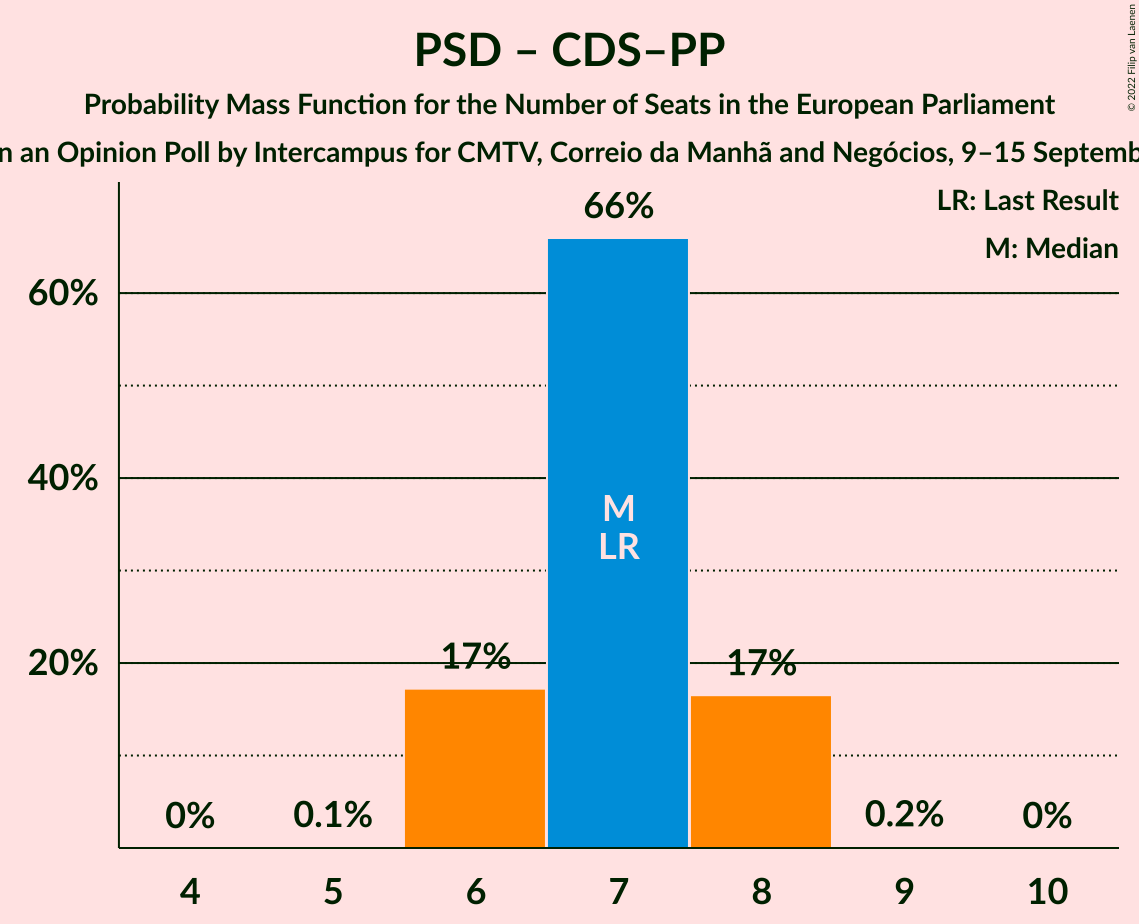 PSD – CDS–PP
Probability Mass Function for the Number of Seats in the European Parliament
an Opinion Poll by Intercampus for CMTV, Correio da Manhã and Negócios, 9–15
© 2022 Filip van Laenen
LR: Last Result
M: Median
66%
60%
40%
M
LR
20%
17%
17%
0%
0.1%
0.2%
0%
4 5 6 7 8 9 10